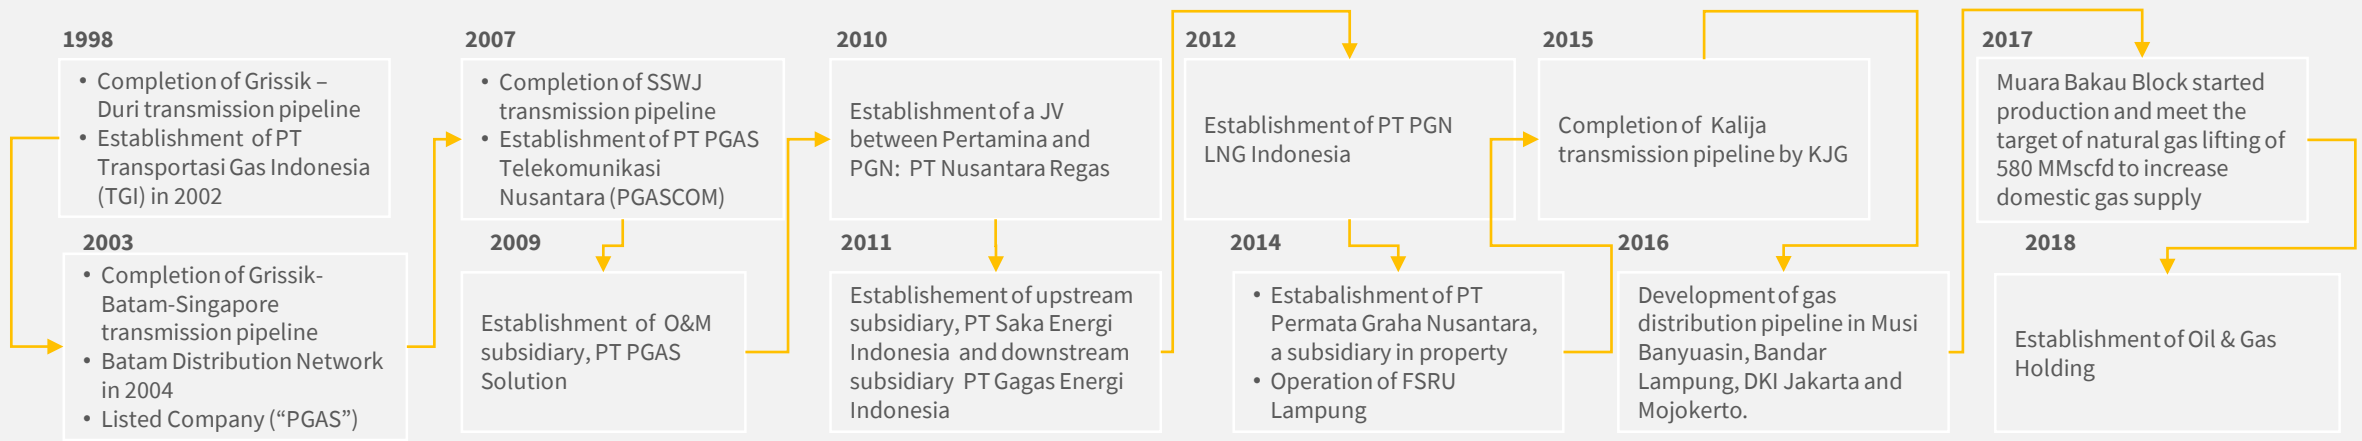 1998
• Completion of Grissik –
Duri transmission pipeline
• Establishment of PT
Transportasi Gas Indonesia
(TGI) in 2002
2003
• Completion of Grissik-
Batam-Singapore
transmission pipeline
• Batam Distribution Network
in 2004
• Listed Company (“PGAS”)
2007
• Completion of SSWJ
transmission pipeline
• Establishment of PT PGAS
Telekomunikasi
Nusantara (PGASCOM)
2009
Establishment of O&M
subsidiary, PT PGAS
Solution
2010
Establishment of a JV
between Pertamina and
PGN: PT Nusantara Regas
2011
Establishement of upstream
subsidiary, PT Saka Energi
Indonesia and downstream
subsidiary PT Gagas Energi
Indonesia
2012
Establishment of PT PGN
LNG Indonesia
2014
• Estabalishment of PT
Permata Graha Nusantara,
a subsidiary in property
• Operation of FSRU
Lampung
2015
Completion of Kalija
transmission pipeline by KJG
2016
Development of gas
distribution pipeline in Musi
Banyuasin, Bandar
Lampung, DKI Jakarta and
Mojokerto.
2017
Muara Bakau Block started
production and meet the
target of natural gas lifting of
580 MMscfd to increase
domestic gas supply
2018
Establishment of Oil & Gas
Holding